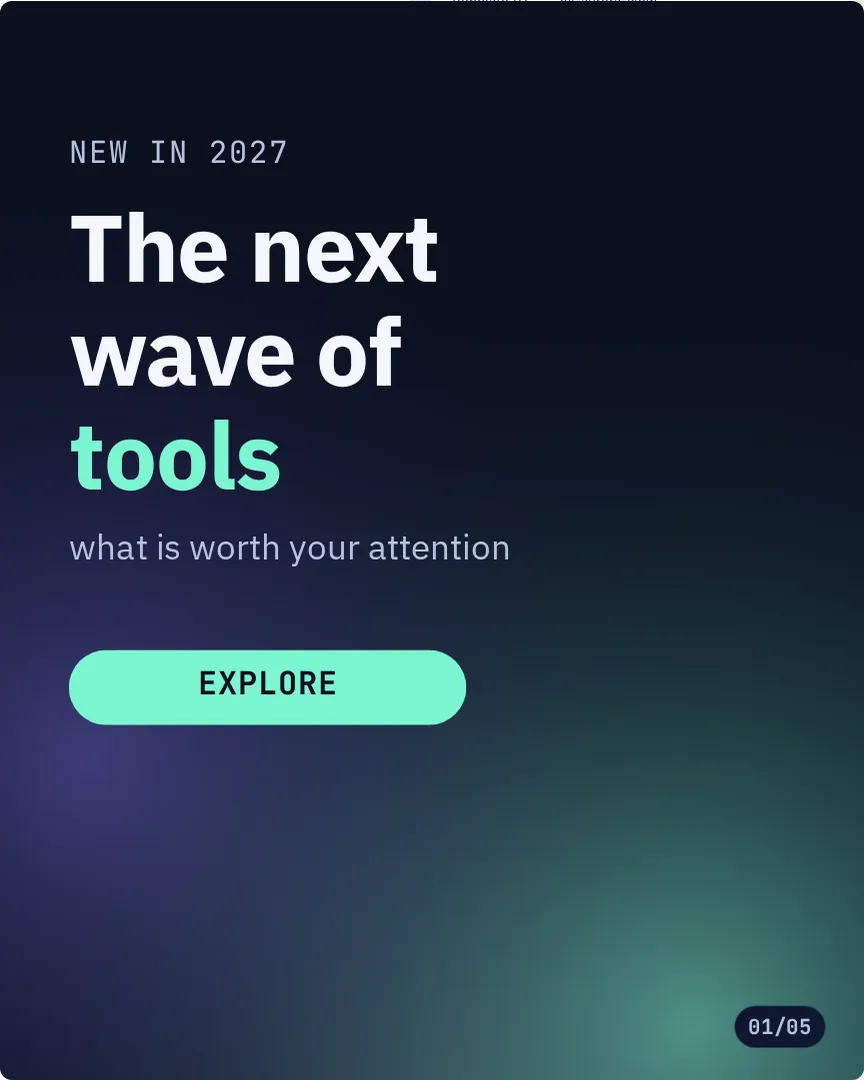 NEW IN 2027
The next
wave of
tools
what is worth your attention
EXPLORE
01/05